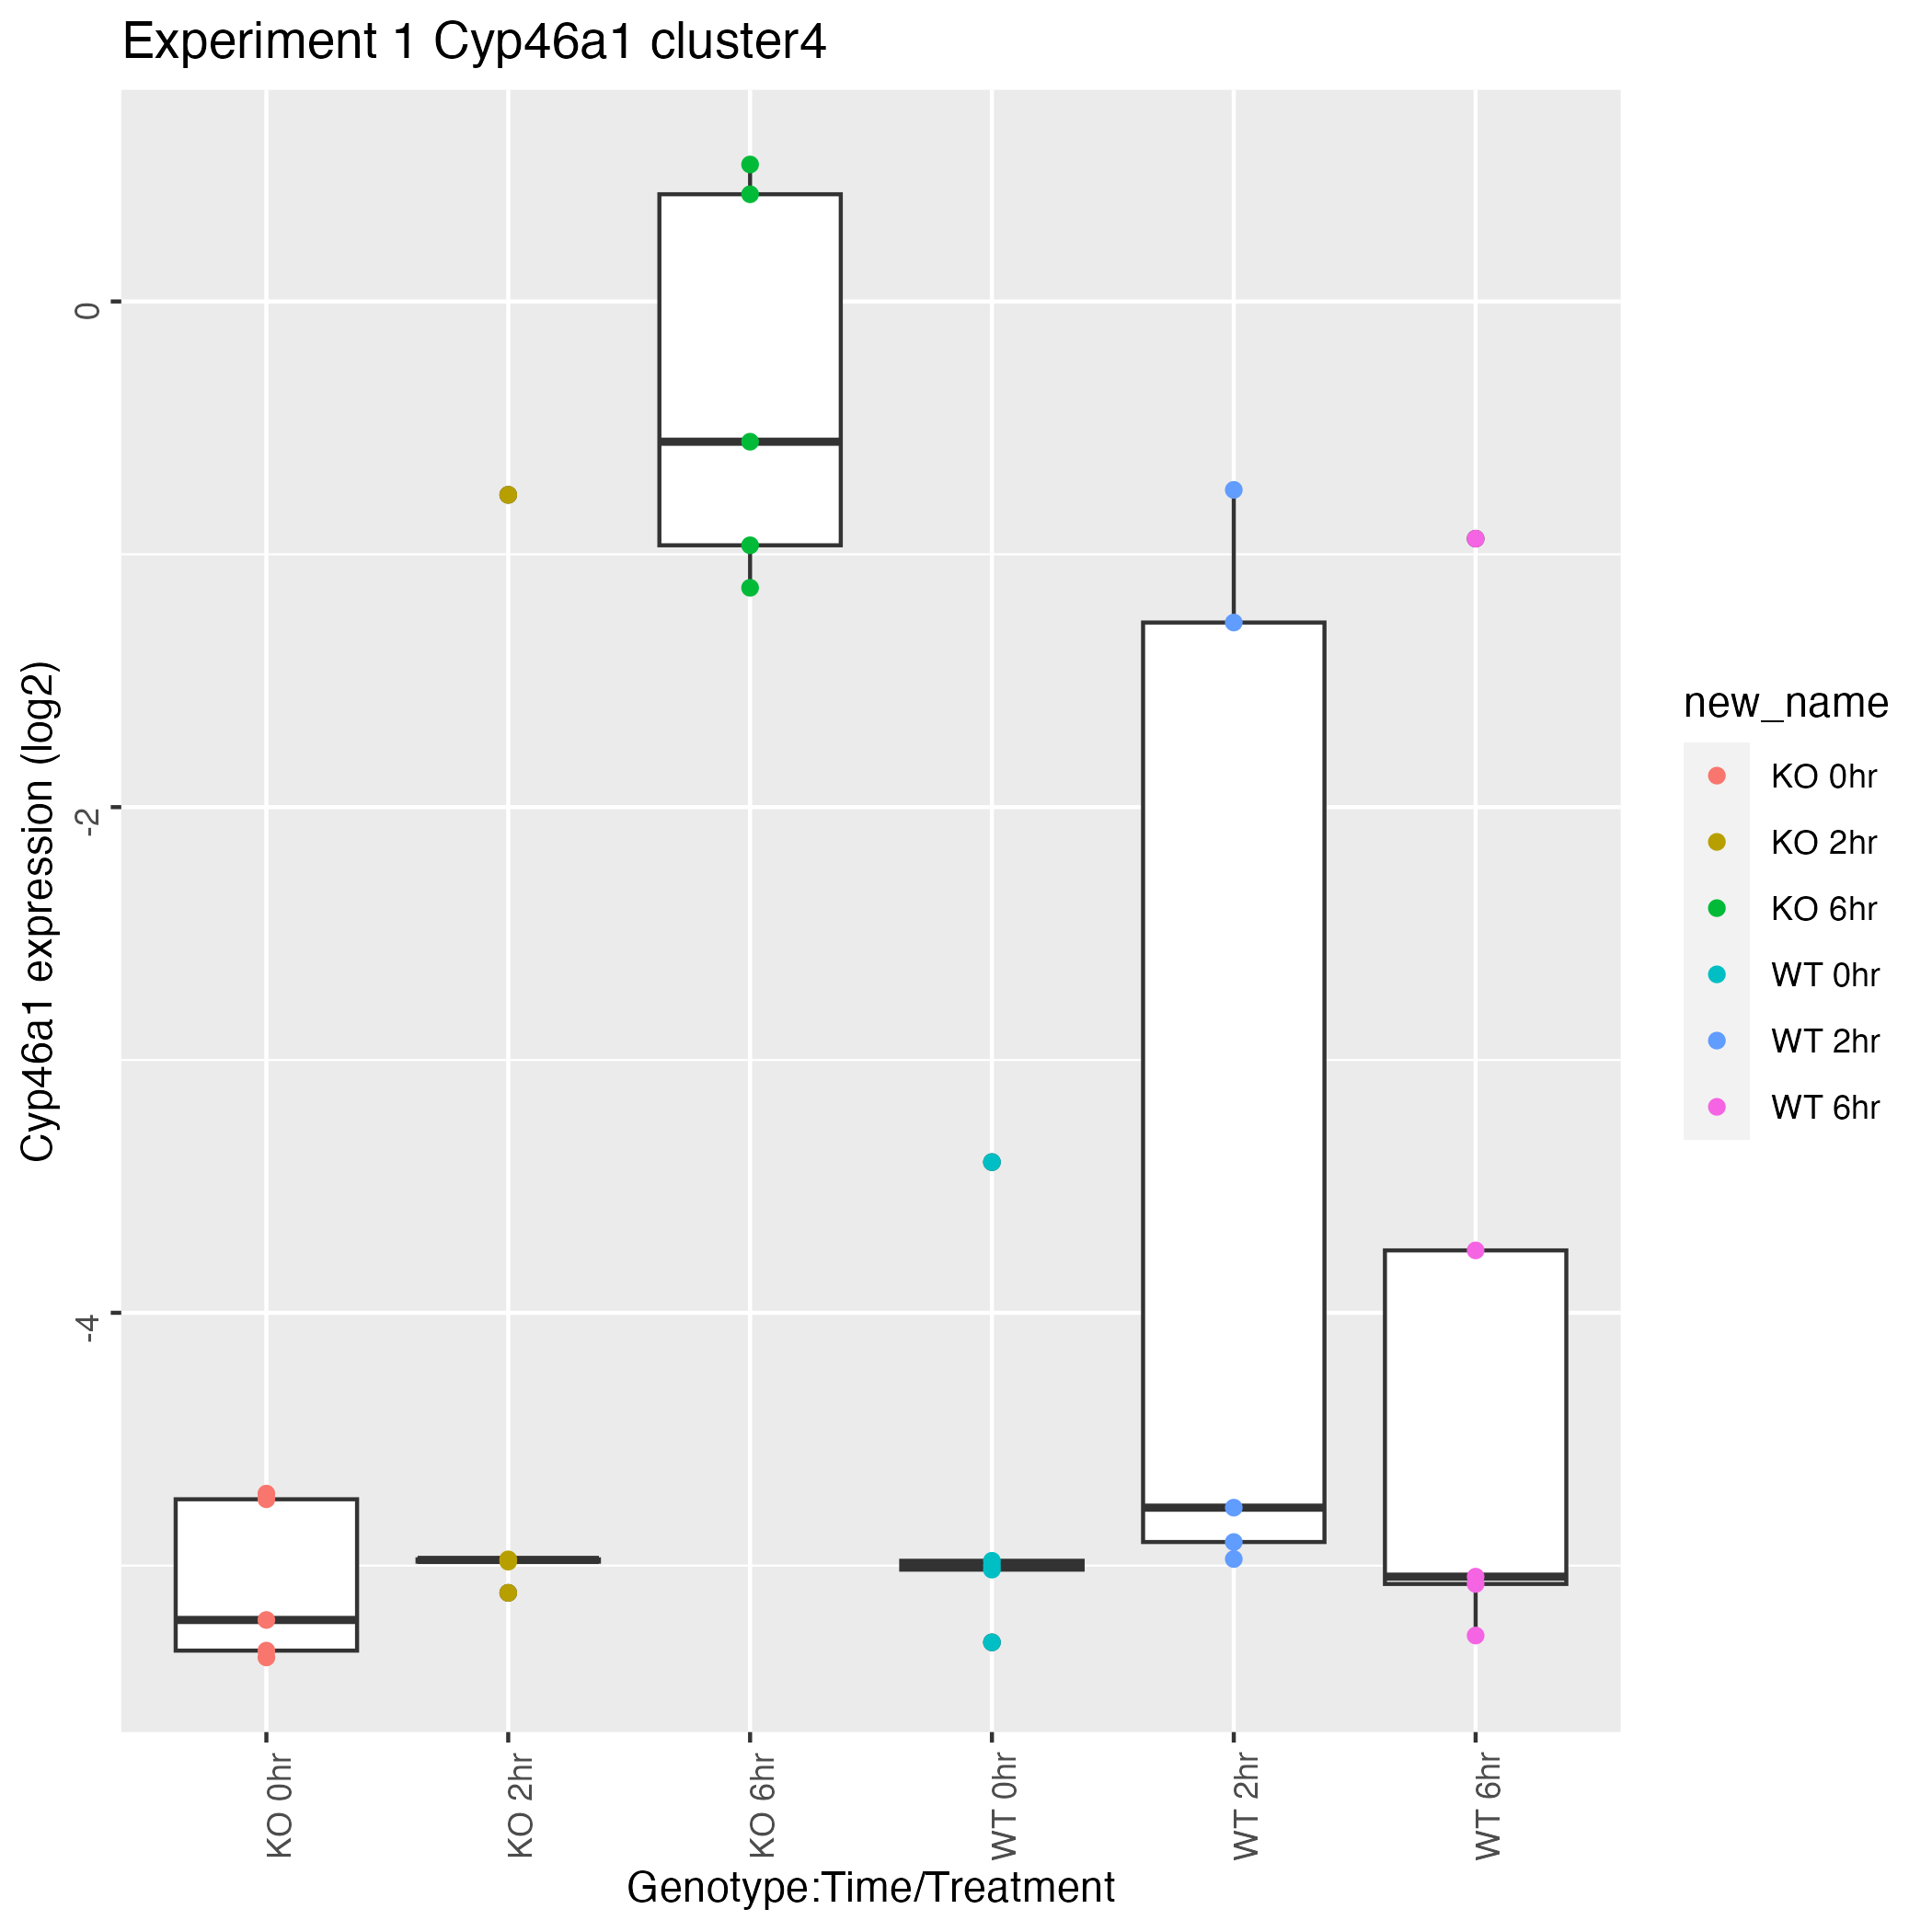 Experiment 1 Cyp46a1 cluster4
Cyp46a1 expression (log2)
0
-2
-4
KO 0hr
KO 2hr
KO 6hr
WT 0hr
WT 2hr
WT 6hr
Genotype:Time/Treatment
new_name
KO 0hr
KO 2hr
KO 6hr
WT 0hr
WT 2hr
WT 6hr